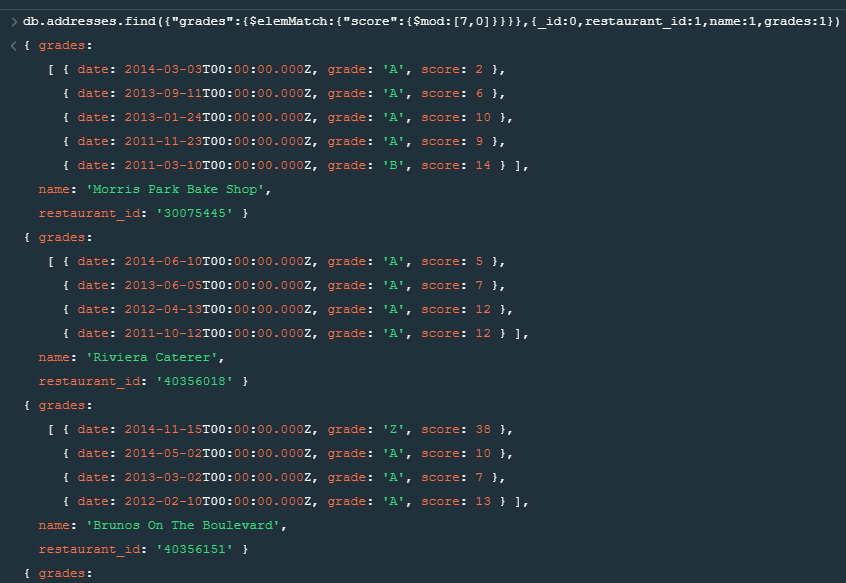 > db.addresses.find({"grades":{$elemMatch:{"score":{$mod:[7,0]}}}},{_id:0,restaurant_id:1,name:1,grades:1})
< { grades:
[ { date: 2014-03-03T00:00:00.000Z, grade: 'A', score: 2 },
{ date: 2013-09-11T00:00:00.000Z, grade: 'A', score: 6 },
{ date: 2013-01-24T00:00:00.000Z, grade: 'A', score: 10 },
{ date: 2011-11-23T00:00:00.000Z, grade: 'A', score: 9 },
{ date: 2011-03-10T00:00:00.000Z, grade: 'B', score: 14 } ],
name: 'Morris Park Bake Shop',
restaurant_id: '30075445' }
{ grades:
[ { date: 2014-06-10T00:00:00.000Z, grade: 'A', score: 5 },
{ date: 2013-06-05T00:00:00.000Z, grade: 'A', score: 7 },
{ date: 2012-04-13T00:00:00.000Z, grade: 'A', score: 12 },
{ date: 2011-10-12T00:00:00.000Z, grade: 'A', score: 12 } ],
name: 'Riviera Caterer',
restaurant_id: '40356018' }
{ grades:
[ { date: 2014-11-15T00:00:00.000Z, grade: 'Z', score: 38 },
{ date: 2014-05-02T00:00:00.000Z, grade: 'A', score: 10 },
{ date: 2013-03-02T00:00:00.000Z, grade: 'A', score: 7 },
{ date: 2012-02-10T00:00:00.000Z, grade: 'A', score: 13 } ],
name: 'Brunos On The Boulevard',
restaurant_id: '40356151' }
{ grades: